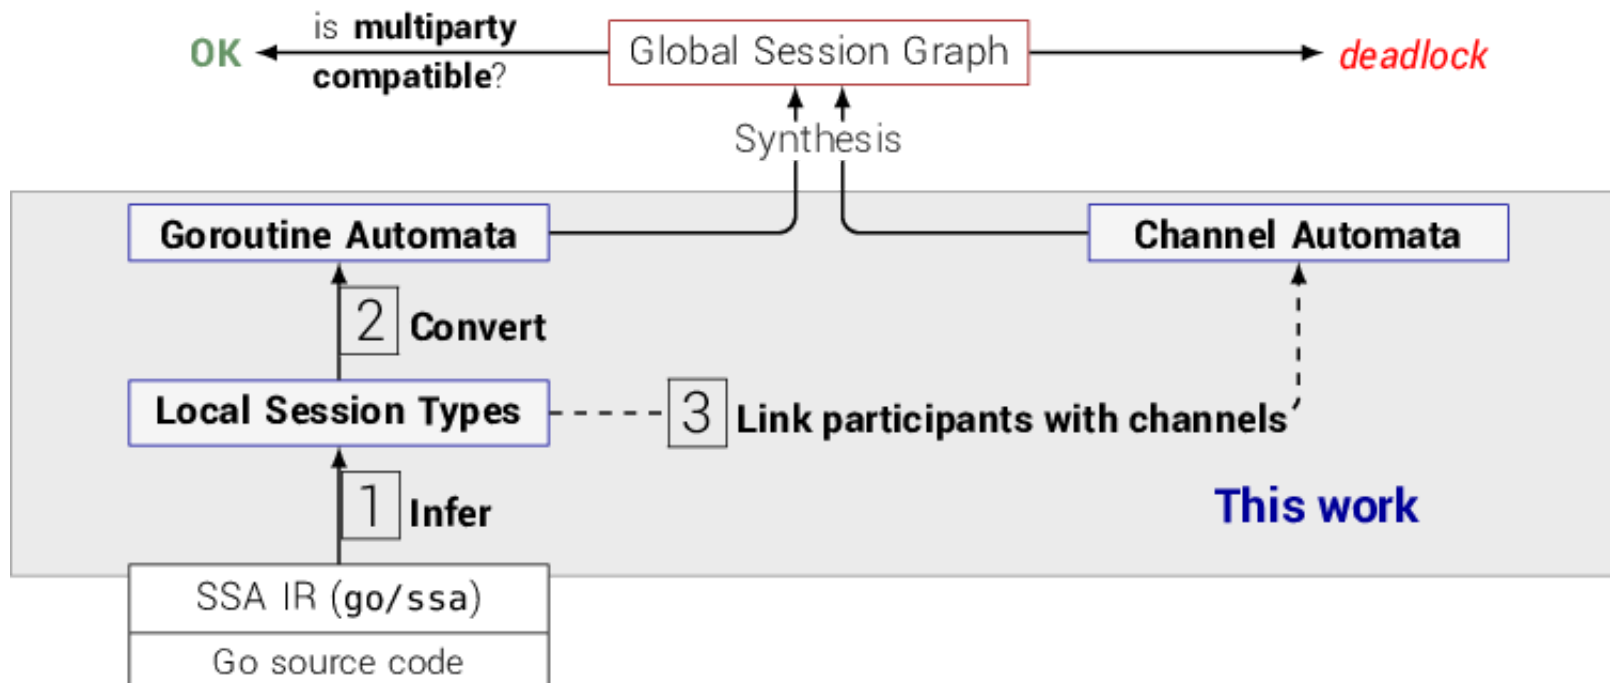 is multiparty
compatible?
OK
Global Session Graph
deadlock
Synthesis
Goroutine Automata
Channel Automata
2 Convert
Local Session Types
3 Link participants with channels
1 Infer
This work
SSA IR (go/ssa)
Go source code